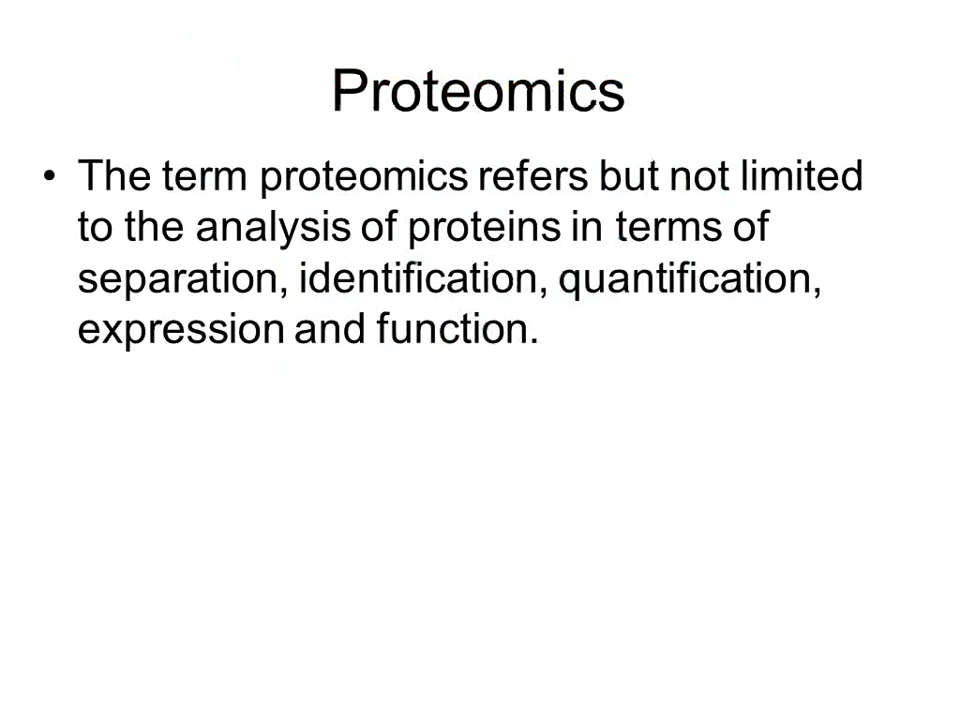 Proteomics
• The term proteomics refers but not limited
to the analysis of proteins in terms of
separation, identification, quantification,
expression and function.